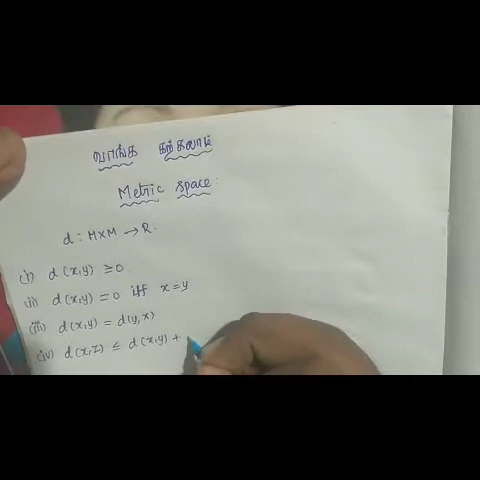 வாங்க கற்கலாம்
Metric space:
d: M×M → R.
(i) d(x,y) ≥ 0
(ii) d(x,y) = 0 iff x = y
(iii) d(x,y) = d(y,x)
(iv) d(x,z) ≤ d(x,y) +